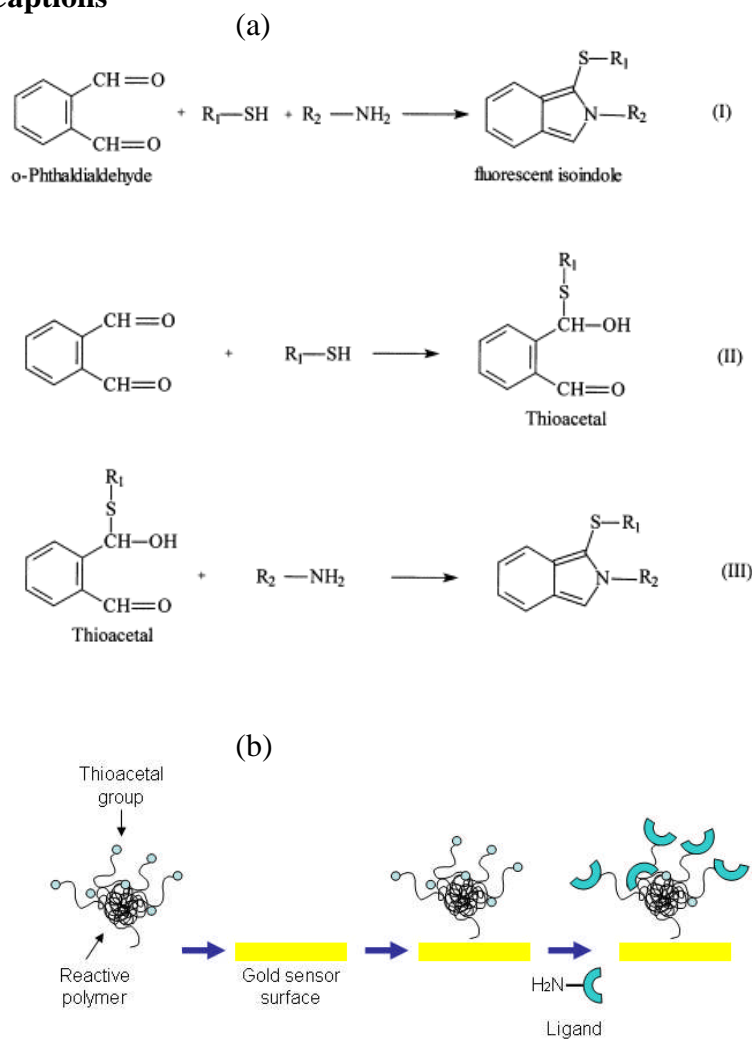 Captions
(a)
CH=O
CH=O
o-Phthaldialdehyde
+ R1—SH + R2 —NH2
S—R1
N—R2
fluorescent isoindole
(I)
CH=O
CH=O
+
R1—SH
R1
S
CH—OH
CH=O
Thioacetal
(II)
R1
S
CH—OH
CH=O
Thioacetal
+
R2 —NH2
S—R1
N—R2
(III)
(b)
Thioacetal
group
Reactive
polymer
Gold sensor
surface
H2N
Ligand